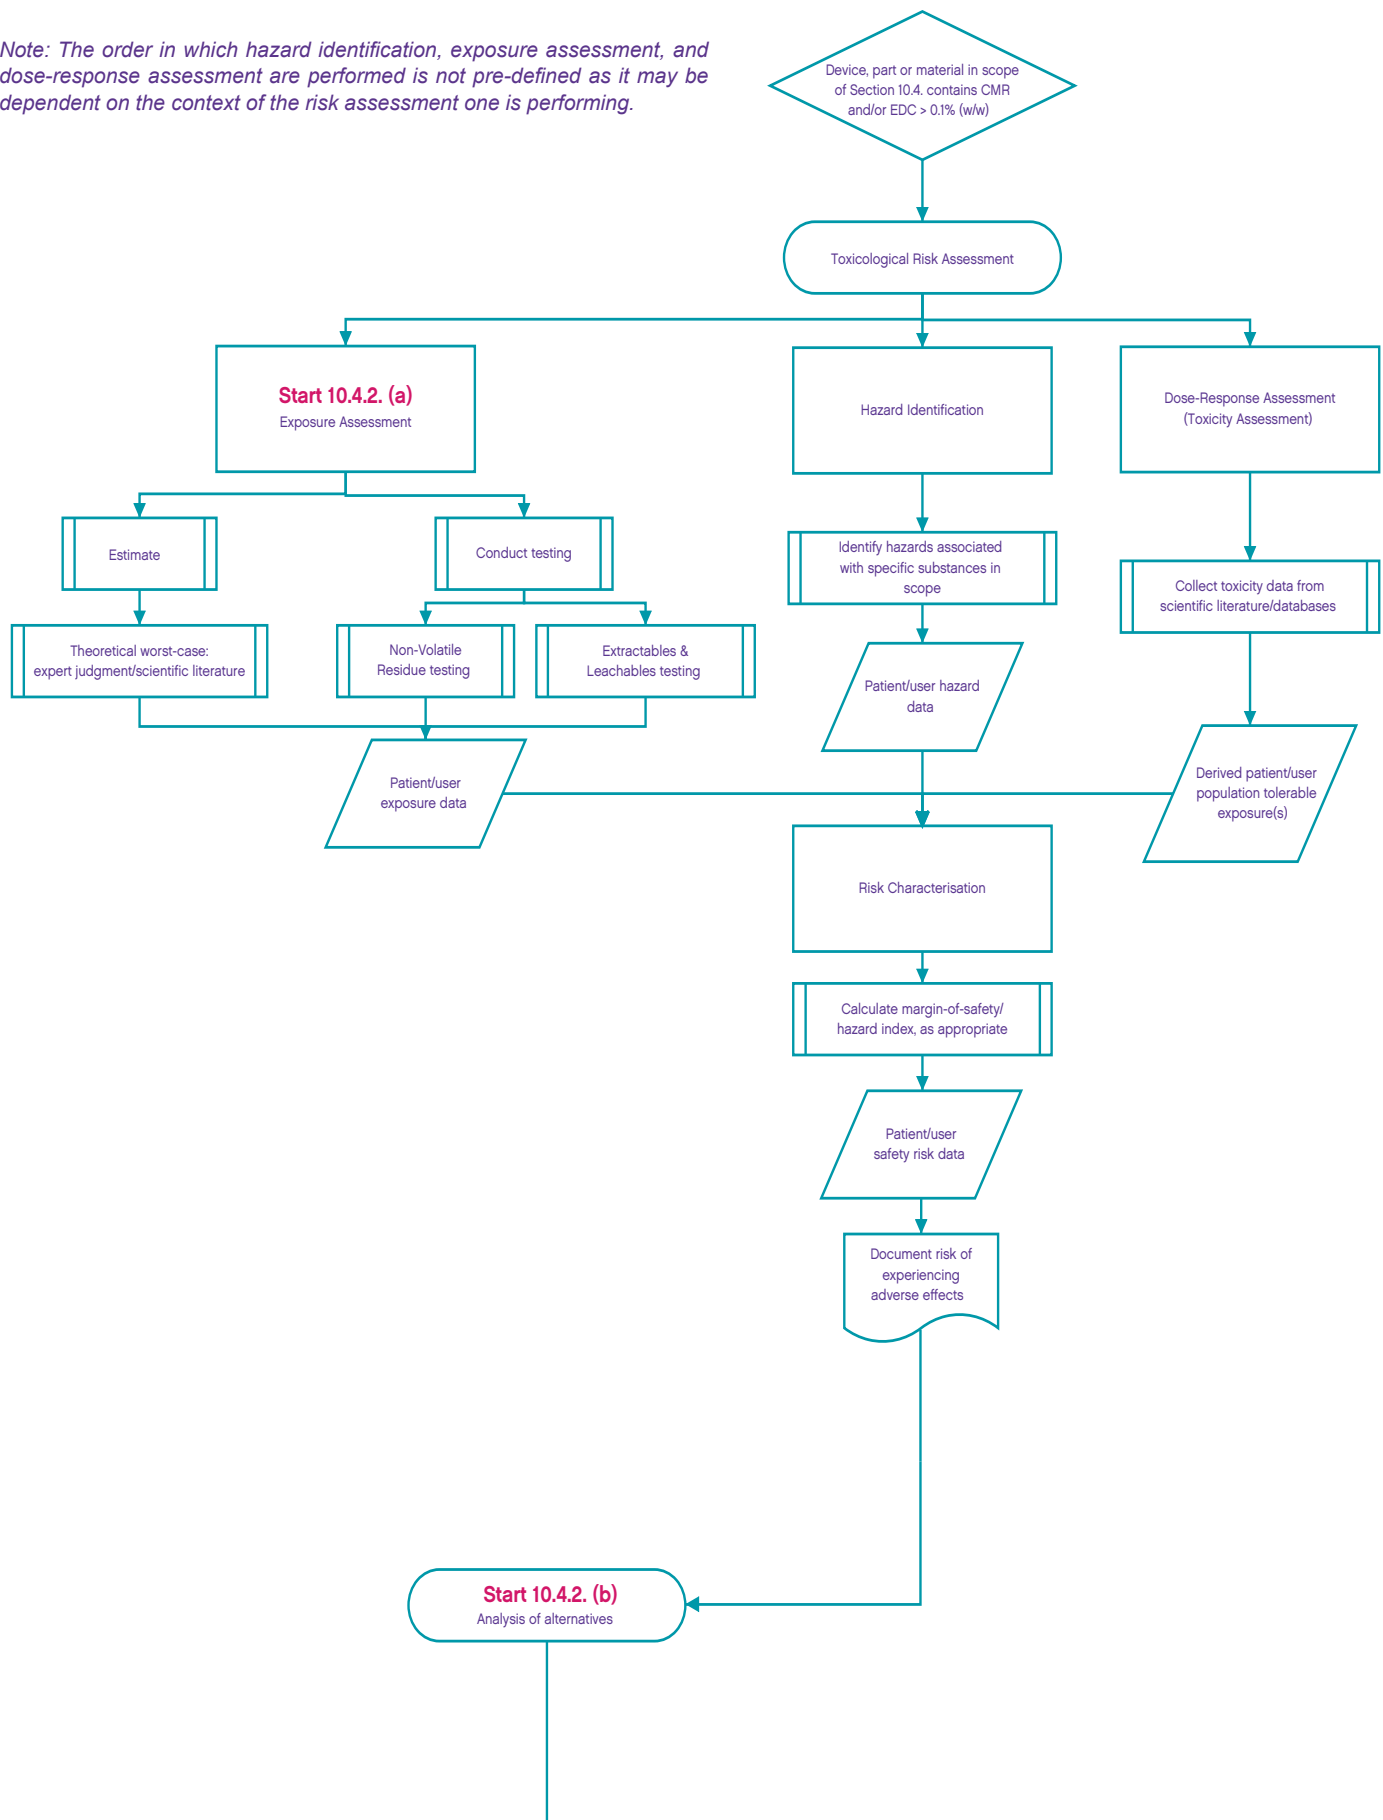 Note: The order in which hazard identification, exposure assessment, and
dose-response assessment are performed is not pre-defined as it may be
dependent on the context of the risk assessment one is performing.
Device, part or material in scope
of Section 10.4. contains CMR
and/or EDC > 0.1% (w/w)
Toxicological Risk Assessment
Start 10.4.2. (a)
Exposure Assessment
Hazard Identification
Dose-Response Assessment
(Toxicity Assessment)
Estimate
Conduct testing
Identify hazards associated
with specific substances in
scope
Collect toxicity data from
scientific literature/databases
Theoretical worst-case:
expert judgment/scientific literature
Non-Volatile
Residue testing
Extractables &
Leachables testing
Patient/user hazard
data
Patient/user
exposure data
Derived patient/user
population tolerable
exposure(s)
Risk Characterisation
Calculate margin-of-safety/
hazard index, as appropriate
Patient/user
safety risk data
Document risk of
experiencing
adverse effects
Start 10.4.2. (b)
Analysis of alternatives